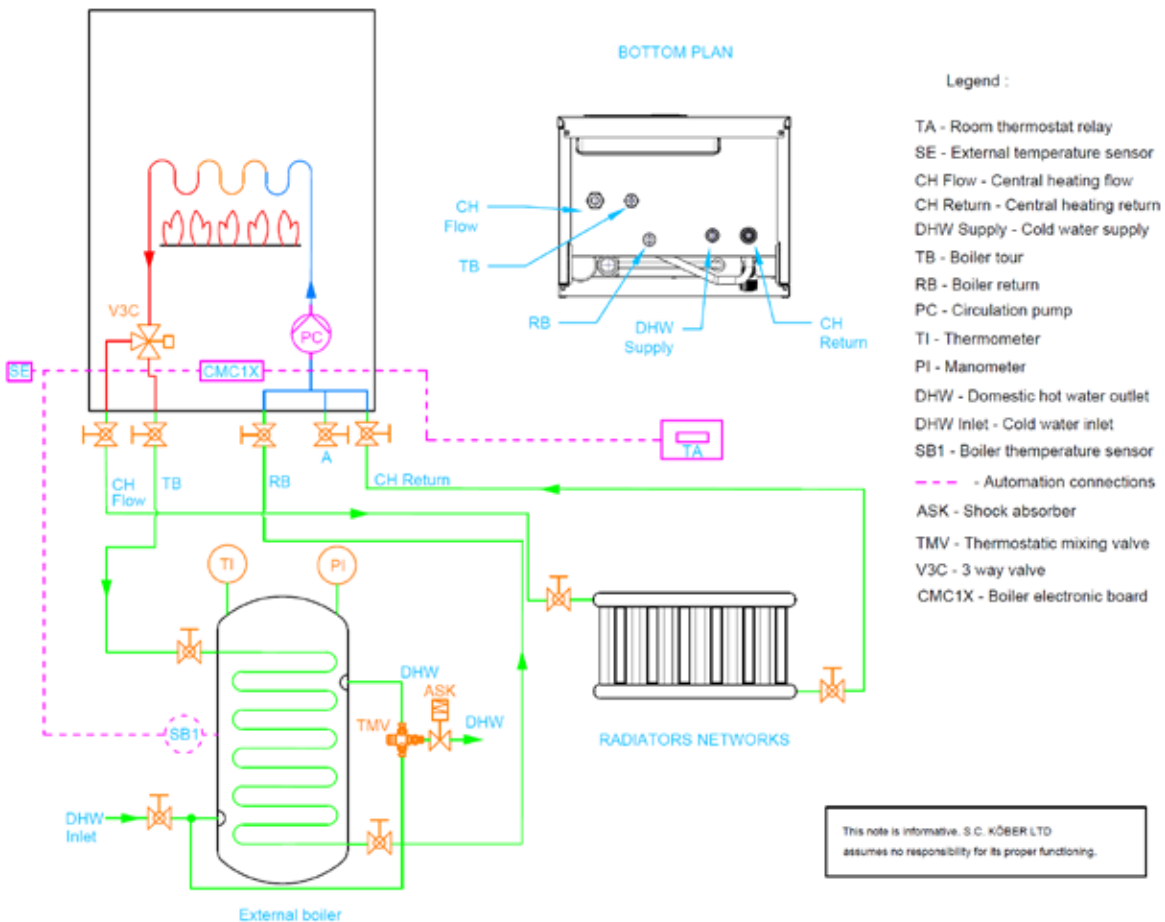 BOTTOM PLAN
CH
Flow
TB
RB
DHW
Supply
CH
Return
Legend :
TA - Room thermostat relay
SE - External temperature sensor
CH Flow - Central heating flow
CH Return - Central heating return
DHW Supply - Cold water supply
TB - Boiler tour
RB - Boiler return
PC - Circulation pump
TI - Thermometer
PI - Manometer
DHW - Domestic hot water outlet
DHW Inlet - Cold water inlet
SB1 - Boiler themperature sensor
- Automation connections
ASK - Shock absorber
TMV - Thermostatic mixing valve
V3C - 3 way valve
CMC1X - Boiler electronic board
V3C
PC
SE
CMC1X
TA
A
CH
Flow
TB
RB
CH Return
TI
PI
DHW
ASK
TMV
DHW
SB1
DHW
Inlet
RADIATORS NETWORKS
External boiler
This note is informative. S.C. KÖBER LTD
assumes no responsibility for its proper functioning.